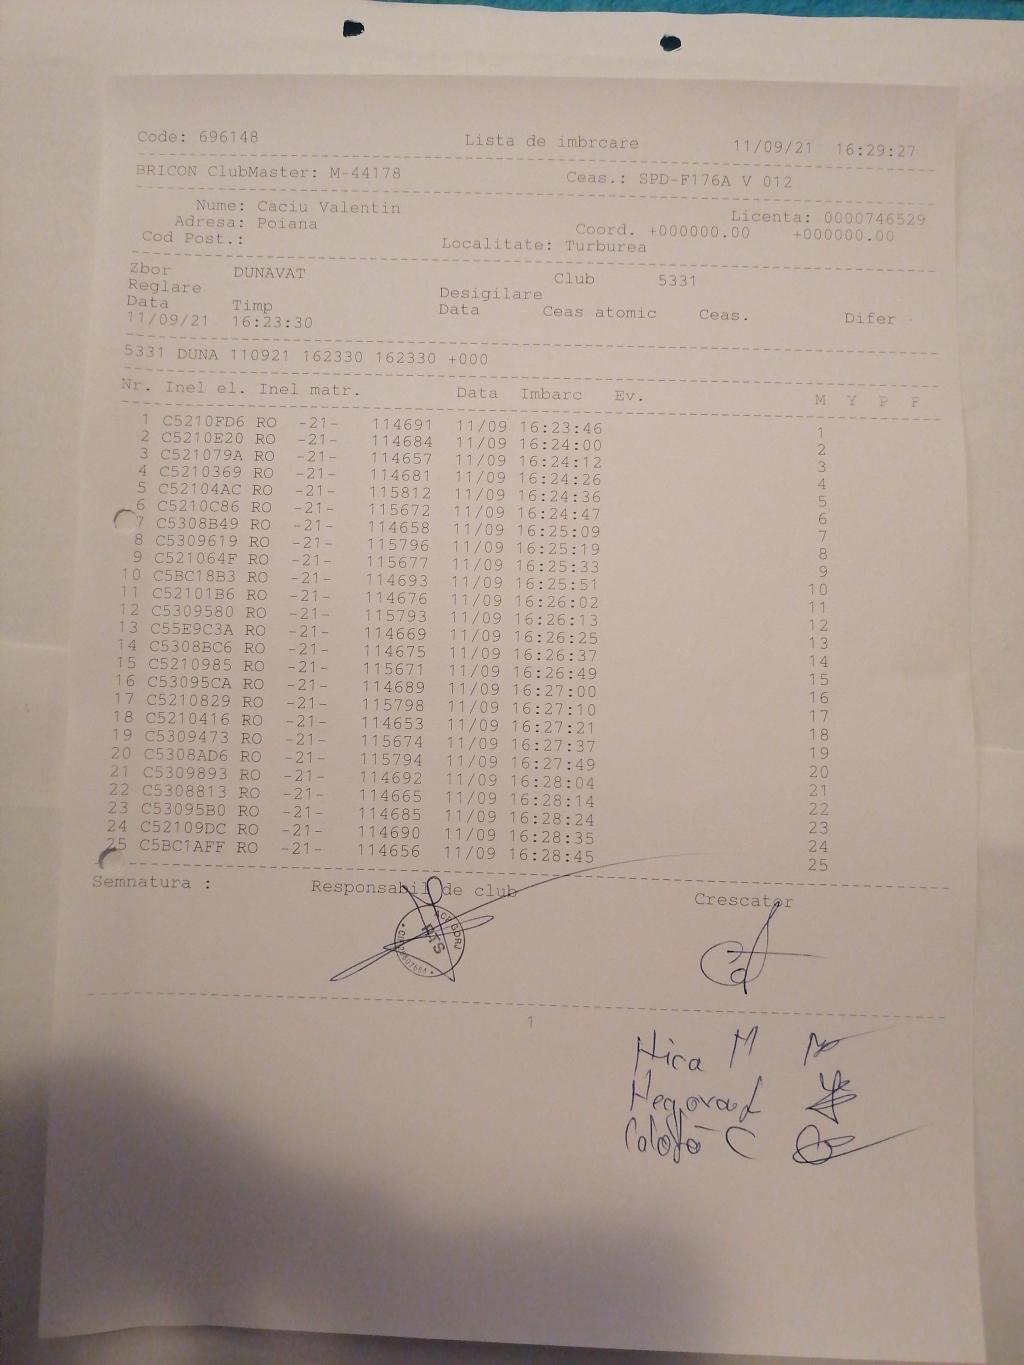 Code: 696148 Lista de imbrcare 11/09/21 16:29:27
BRICON ClubMaster: M-44178 Ceas.: SPD-F176A V 012
Nume: Caciu Valentin Licenta: 0000746529
Adresa: Poiana Coord. +000000.00 +000000.00
Cod Post.: Localitate: Turburea
Zbor DUNAVAT Club 5331
Reglare Desigilare
Data Timp Data Ceas atomic Ceas. Difer
11/09/21 16:23:30
5331 DUNA 110921 162330 162330 +000
Nr. Inel el. Inel matr. Data Imbarc Ev. M Y P F
1 C5210FD6 RO -21- 114691 11/09 16:23:46 1
2 C5210E20 RO -21- 114684 11/09 16:24:00 2
3 C521079A RO -21- 114657 11/09 16:24:12 3
4 C5210369 RO -21- 114681 11/09 16:24:26 4
5 C52104AC RO -21- 115812 11/09 16:24:36 5
6 C5210C86 RO -21- 115672 11/09 16:24:47 6
7 C5308B49 RO -21- 114658 11/09 16:25:09 7
8 C5309619 RO -21- 115796 11/09 16:25:19 8
9 C521064F RO -21- 115677 11/09 16:25:33 9
10 C5BC18B3 RO -21- 114693 11/09 16:25:51 10
11 C52101B6 RO -21- 114676 11/09 16:26:02 11
12 C5309580 RO -21- 115793 11/09 16:26:13 12
13 C55E9C3A RO -21- 114669 11/09 16:26:25 13
14 C5308BC6 RO -21- 114675 11/09 16:26:37 14
15 C5210985 RO -21- 115671 11/09 16:26:49 15
16 C53095CA RO -21- 114689 11/09 16:27:00 16
17 C5210829 RO -21- 115798 11/09 16:27:10 17
18 C5210416 RO -21- 114653 11/09 16:27:21 18
19 C5309473 RO -21- 115674 11/09 16:27:37 19
20 C5308AD6 RO -21- 115794 11/09 16:27:49 20
21 C5309893 RO -21- 114692 11/09 16:28:04 21
22 C5308813 RO -21- 114665 11/09 16:28:14 22
23 C53095B0 RO -21- 114685 11/09 16:28:24 23
24 C52109DC RO -21- 114690 11/09 16:28:35 24
25 C5BC1AFF RO -21- 114656 11/09 16:28:45 25
Semnatura : Responsabil de club Crescator
GORJ
1
Hica M